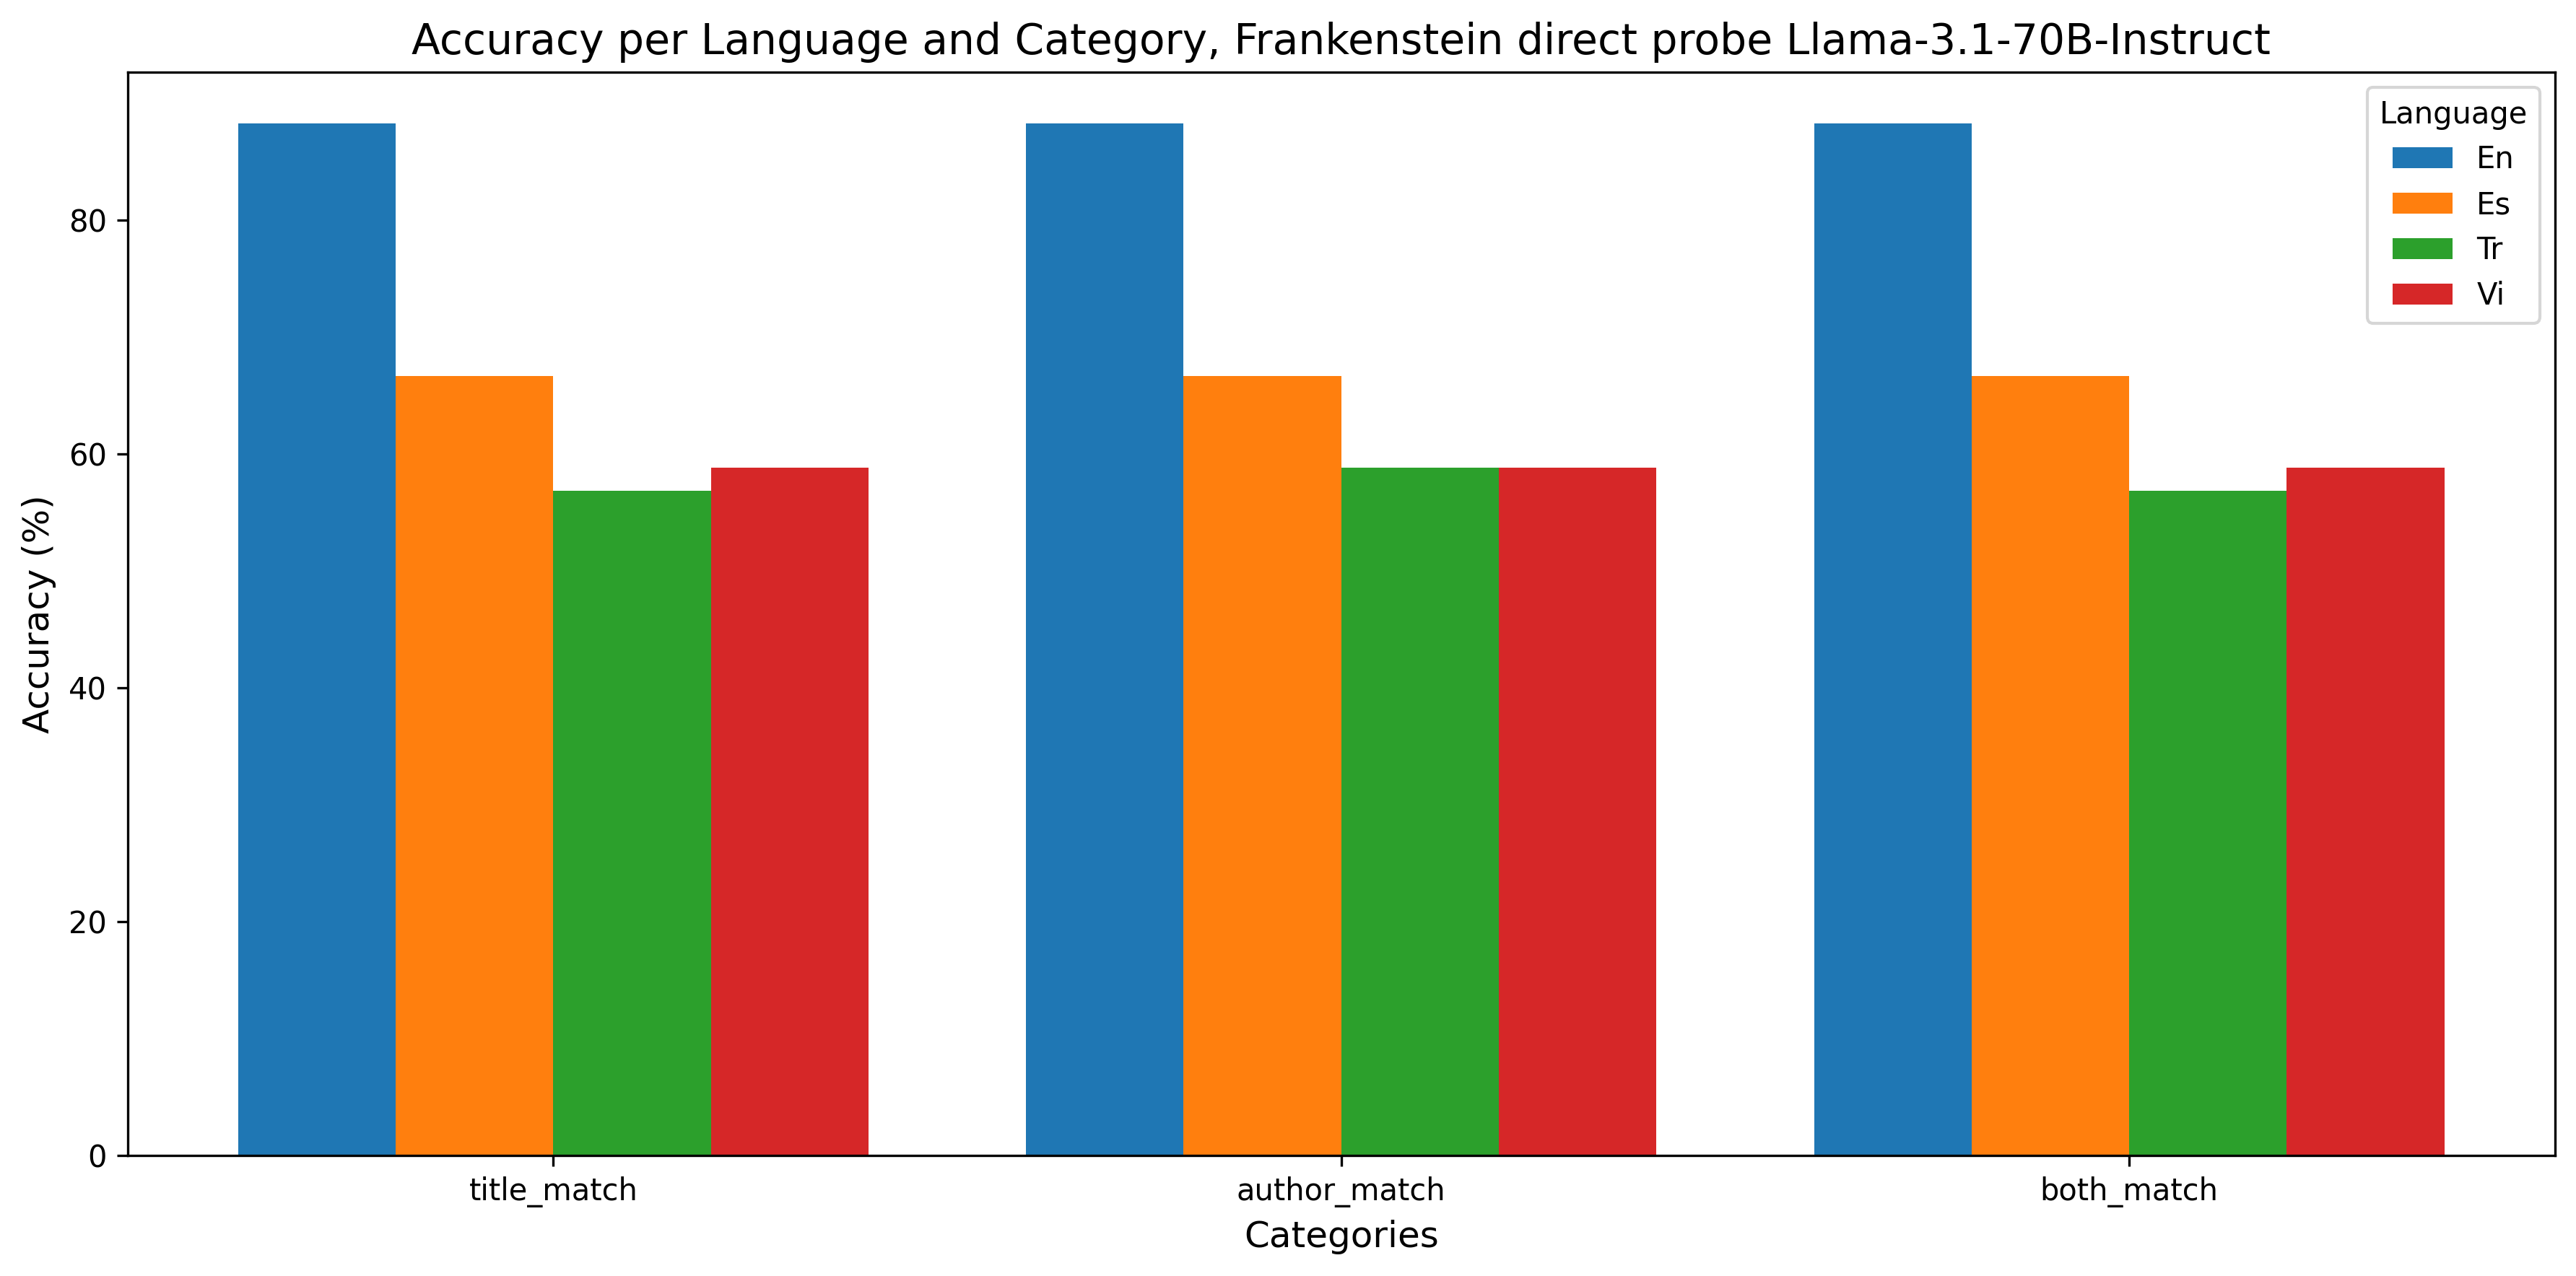 Accuracy per Language and Category, Frankenstein direct probe Llama-3.1-70B-Instruct
Language
En
Es
Tr
Vi
Accuracy (%)
80
60
40
20
0
title_match
author_match
both_match
Categories